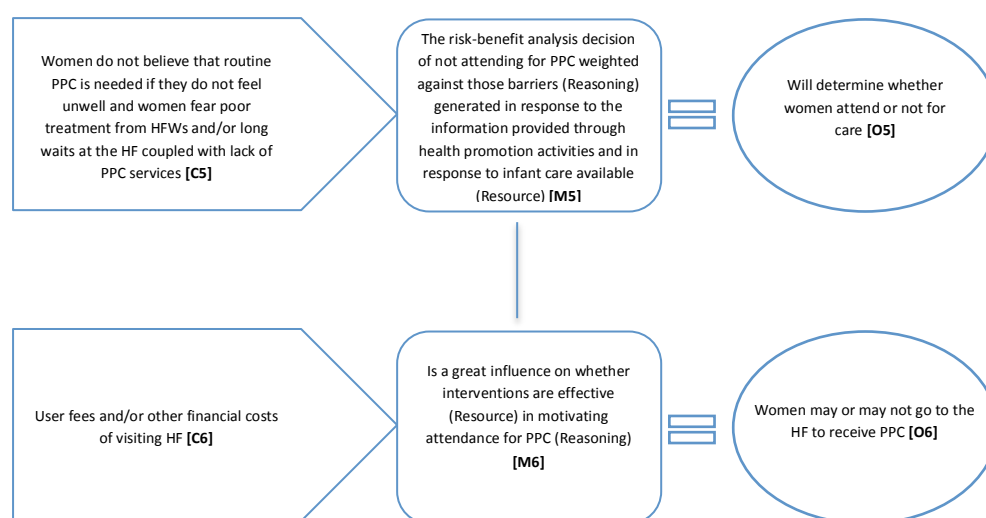 Women do not believe that routine
PPC is needed if they do not feel
unwell and women fear poor
treatment from HFWs and/or long
waits at the HF coupled with lack of
PPC services [C5]
The risk-benefit analysis decision
of not attending for PPC weighted
against those barriers (Reasoning)
generated in response to the
information provided through
health promotion activities and in
response to infant care available
(Resource) [M5]
Will determine whether
women attend or not for
care [O5]
User fees and/or other financial costs
of visiting HF [C6]
Is a great influence on whether
interventions are effective
(Resource) in motivating
attendance for PPC (Reasoning)
[M6]
Women may or may not go to the
HF to receive PPC [O6]